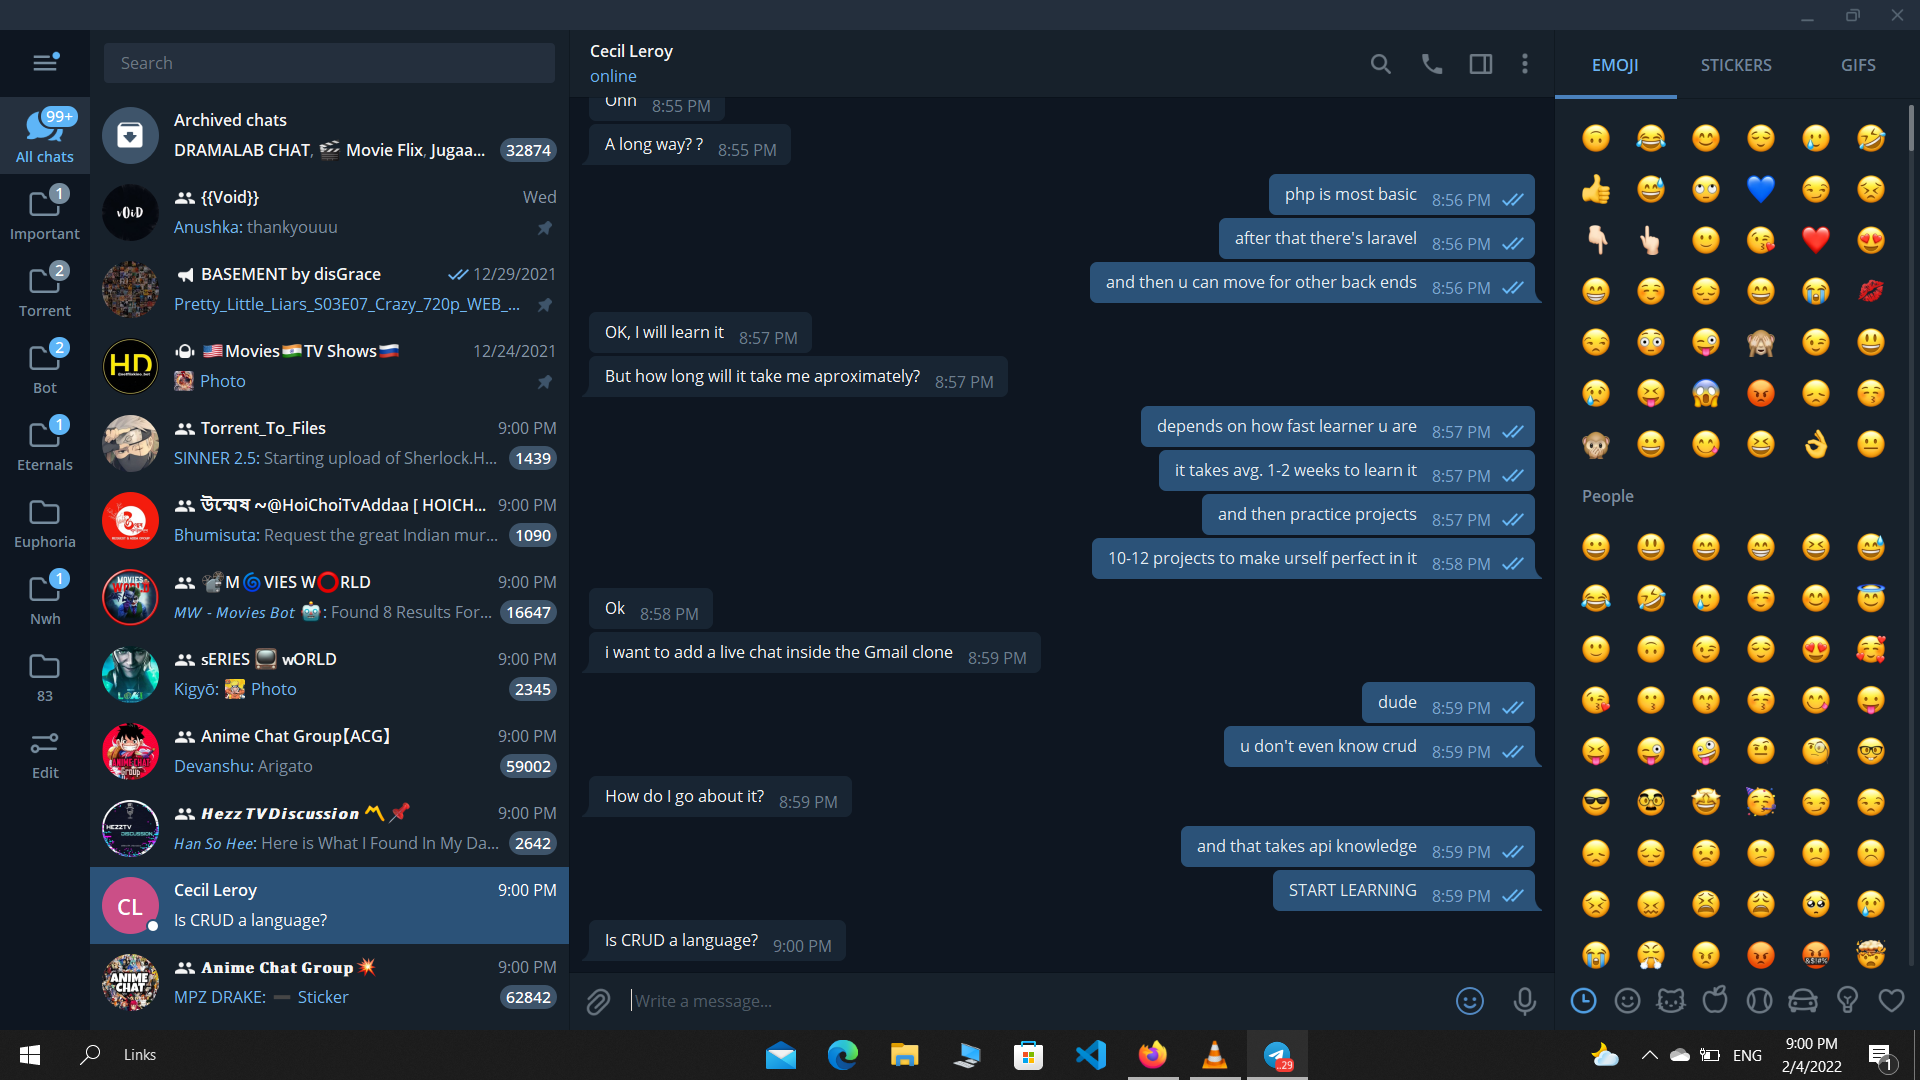 Search
Cecil Leroy
online
EMOJI
STICKERS
GIFS
99+
All chats
1
Important
2
Torrent
2
Bot
1
Eternals
Euphoria
1
Nwh
83
Edit
Archived chats
DRAMALAB CHAT, 🎬 Movie Flix, Jugaa... 32874
{{Void}} Wed
Anushka: thankyouuu
BASEMENT by disGrace 12/29/2021
Pretty_Little_Liars_S03E07_Crazy_720p_WEB_...
HD
🇺🇸Movies🇮🇳TV Shows🇷🇺 12/24/2021
Photo
Torrent_To_Files 9:00 PM
SINNER 2.5: Starting upload of Sherlock.H... 1439
উন্মেষ ~@HoiChoiTvAddaa [ HOICH... 9:00 PM
Bhumisuta: Request the great Indian mur... 1090
📽M🌀VIES W⭕RLD 9:00 PM
MW - Movies Bot 🤖: Found 8 Results For... 16647
sERIES 📺 wORLD 9:00 PM
Kigyō: Photo 2345
Anime Chat Group【ACG】 9:00 PM
Devanshu: Arigato 59002
Hezz TV Discussion 〽📌 9:00 PM
Han So Hee: Here is What I Found In My Da... 2642
CL
Cecil Leroy 9:00 PM
Is CRUD a language?
ANIME CHAT
Anime Chat Group💥 9:00 PM
MPZ DRAKE: ➖ Sticker 62842
Onn 8:55 PM
A long way? ? 8:55 PM
php is most basic 8:56 PM
after that there's laravel 8:56 PM
and then u can move for other back ends 8:56 PM
OK, I will learn it 8:57 PM
But how long will it take me aproximately? 8:57 PM
depends on how fast learner u are 8:57 PM
it takes avg. 1-2 weeks to learn it 8:57 PM
and then practice projects 8:57 PM
10-12 projects to make urself perfect in it 8:58 PM
Ok 8:58 PM
i want to add a live chat inside the Gmail clone 8:59 PM
dude 8:59 PM
u don't even know crud 8:59 PM
How do I go about it? 8:59 PM
and that takes api knowledge 8:59 PM
START LEARNING 8:59 PM
Is CRUD a language? 9:00 PM
Write a message...
People
Links
..29
ENG
9:00 PM
2/4/2022
1